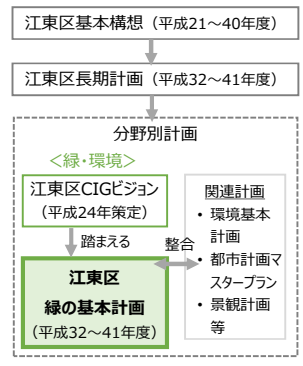 江東区基本構想（平成21～40年度）
江東区長期計画（平成32～41年度）
分野別計画
＜緑・環境＞
江東区CIGビジョン
（平成24年策定）
踏まえる
整合
江東区
緑の基本計画
（平成32～41年度）
関連計画
• 環境基本
計画
• 都市計画マ
スタープラン
• 景観計画
等